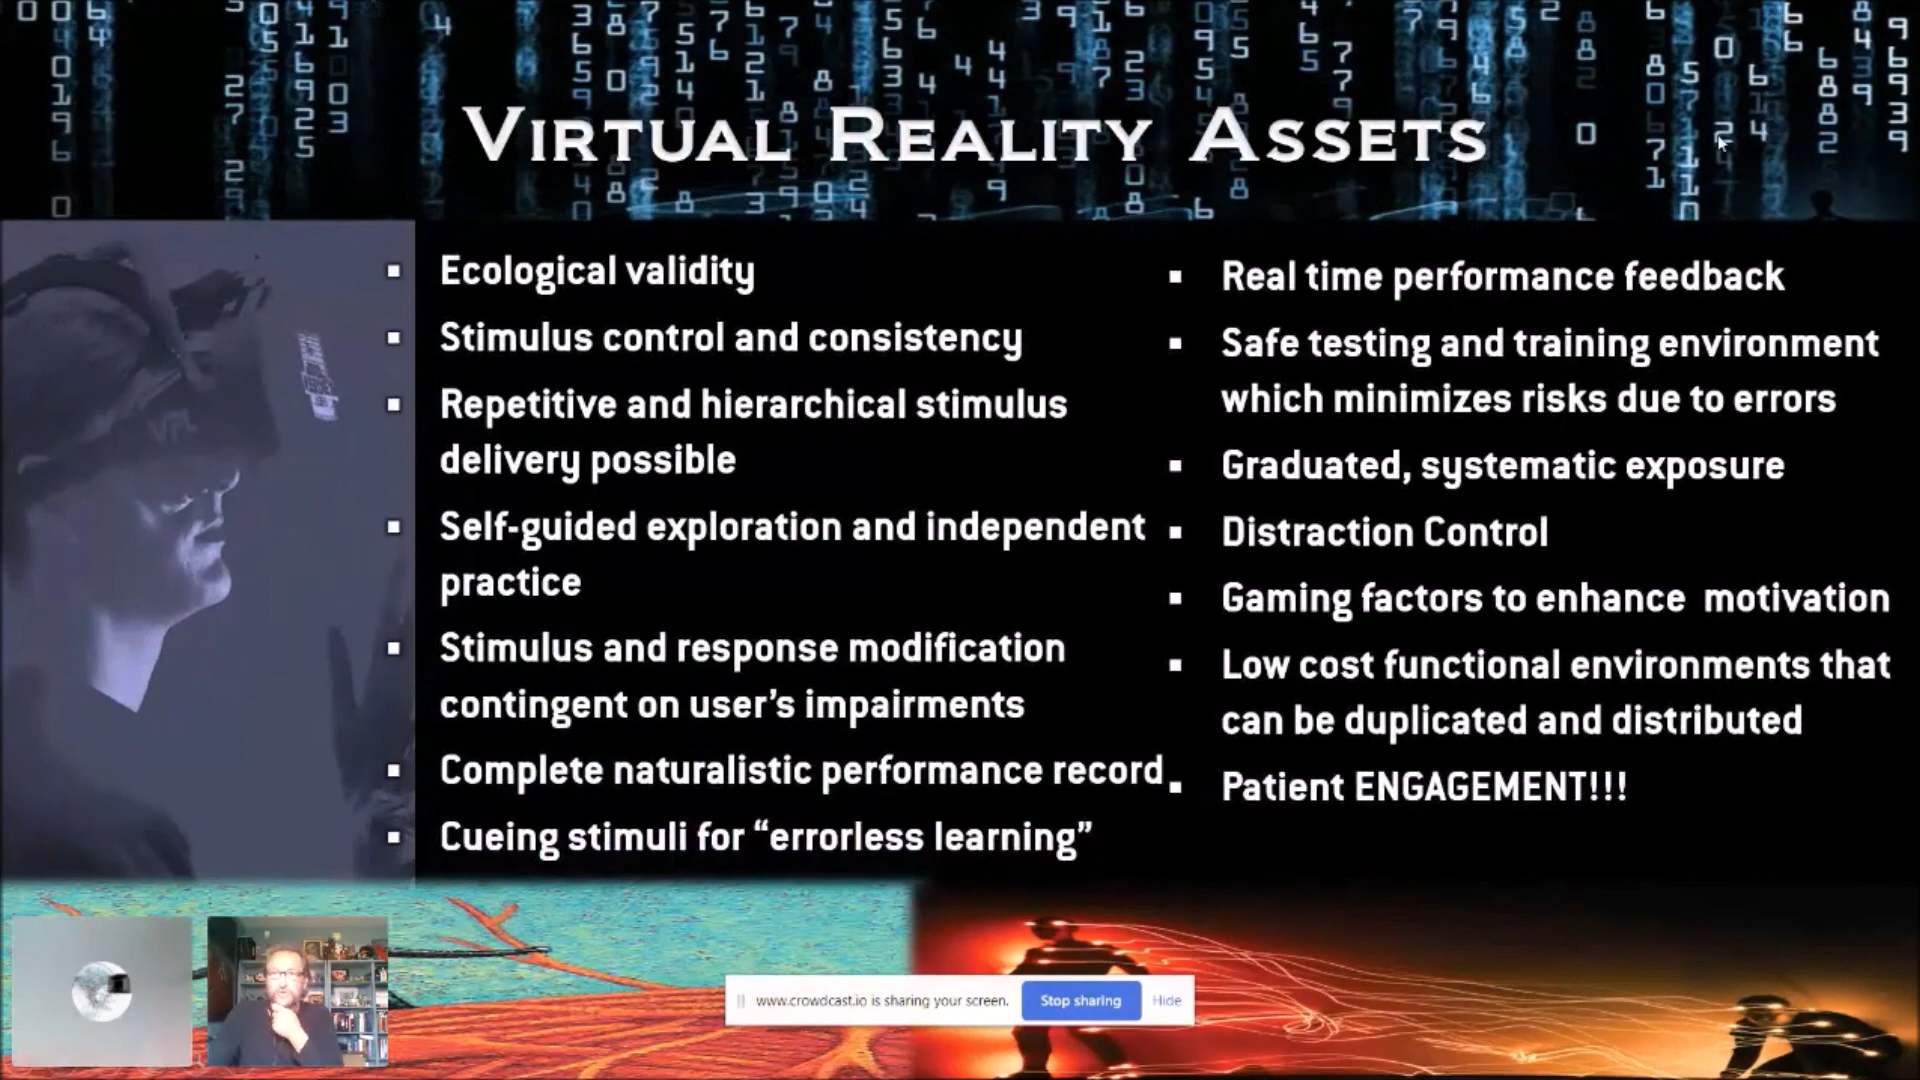 VIRTUAL REALITY ASSETS
▪ Ecological validity
▪ Stimulus control and consistency
▪ Repetitive and hierarchical stimulus
delivery possible
▪ Self-guided exploration and independent
practice
▪ Stimulus and response modification
contingent on user’s impairments
▪ Complete naturalistic performance record
▪ Cueing stimuli for “errorless learning”
▪ Real time performance feedback
▪ Safe testing and training environment
which minimizes risks due to errors
▪ Graduated, systematic exposure
▪ Distraction Control
▪ Gaming factors to enhance motivation
▪ Low cost functional environments that
can be duplicated and distributed
▪ Patient ENGAGEMENT!!!
www.crowdcast.io is sharing your screen.
Stop sharing
Hide